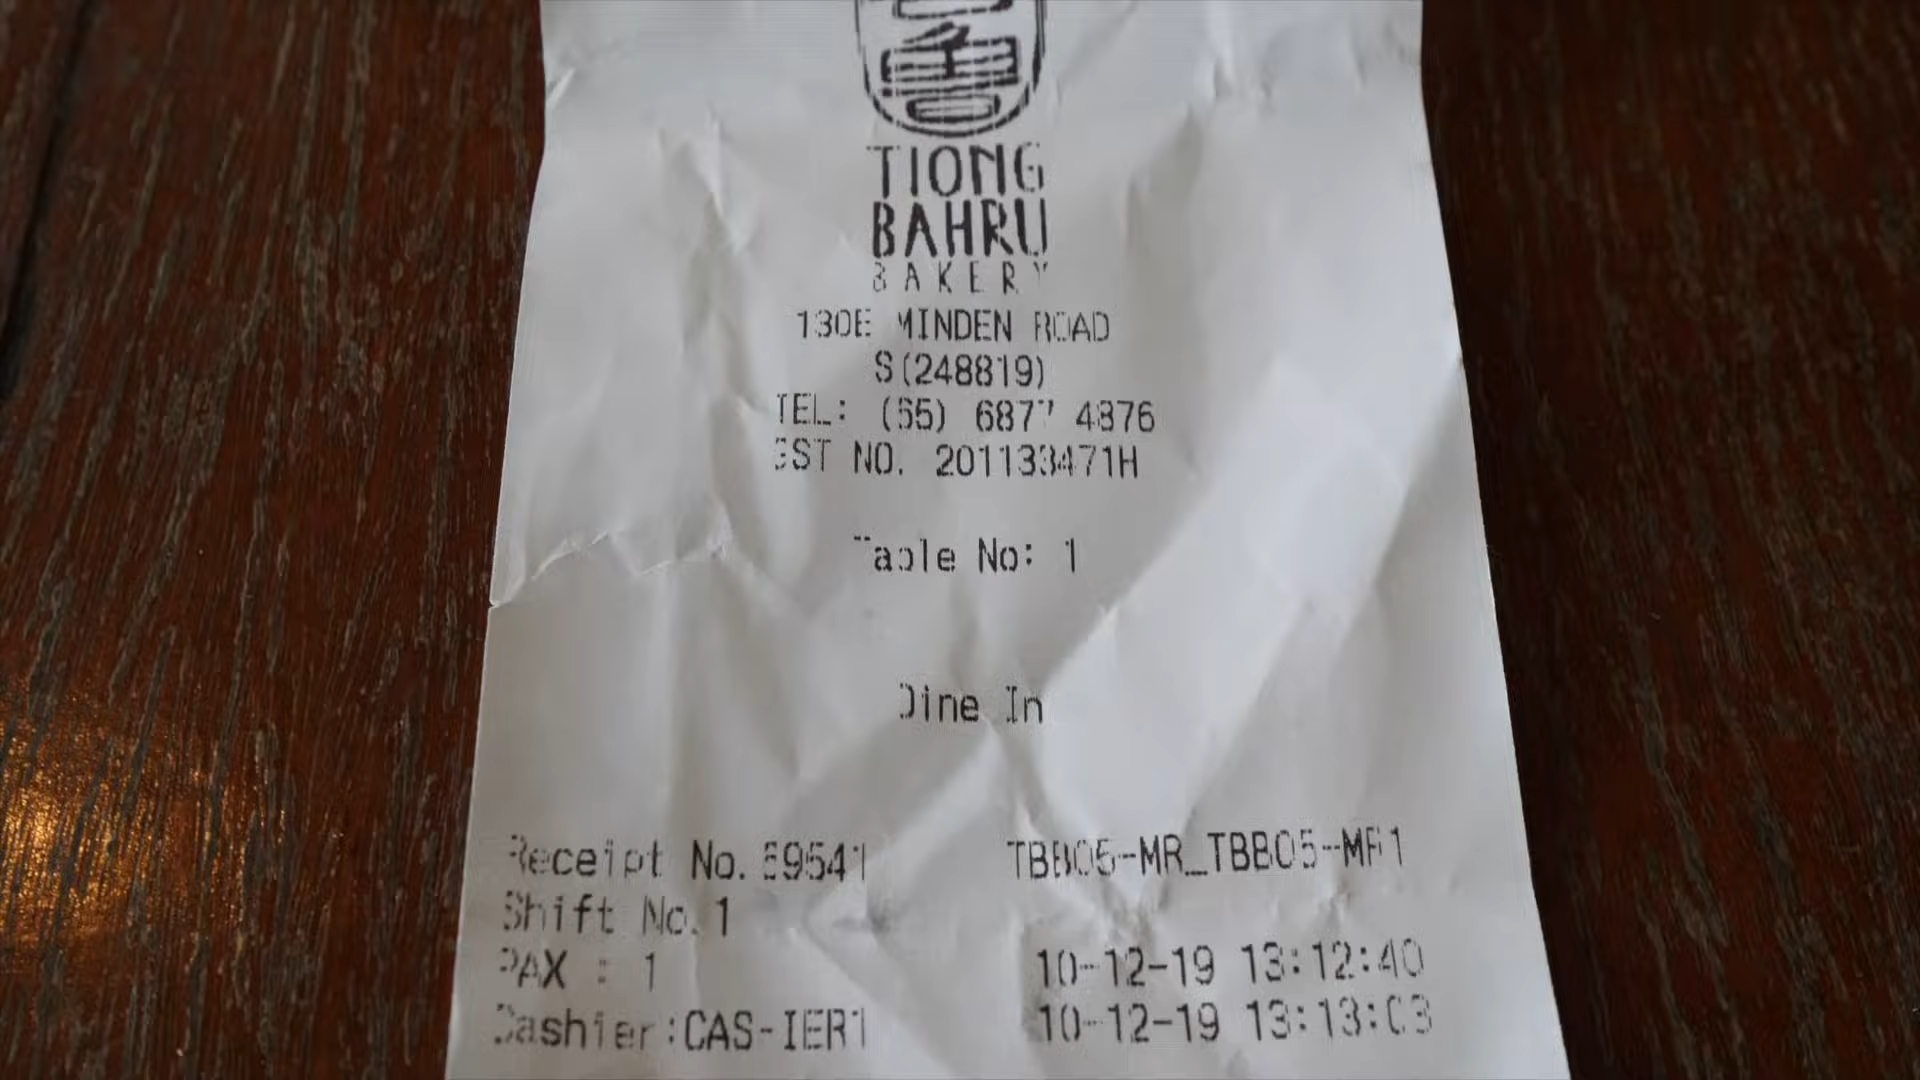 TIONG
BAHRU
BAKERY
130E MINDEN ROAD
S(248819)
TEL: (65) 6877 4876
GST NO. 201133471H
Table No: 1
Dine In
Receipt No. TBB05-MR_TBB05-MR1
Shift No.1
PAX : 1 10-12-19 13:12:40
Cashier:CAS-IER1 10-12-19 13:13:03